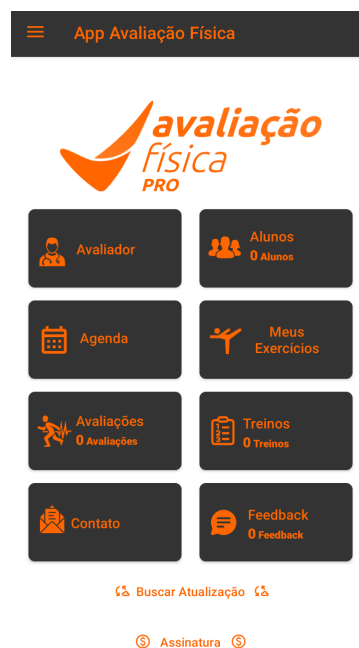 App Avaliação Física
avaliação
física
PRO
Avaliador
Alunos
0 Alunos
Agenda
Meus
Exercícios
Avaliações
0 Avaliações
Treinos
0 Treinos
Contato
Feedback
0 Feedback
Buscar Atualização
Assinatura